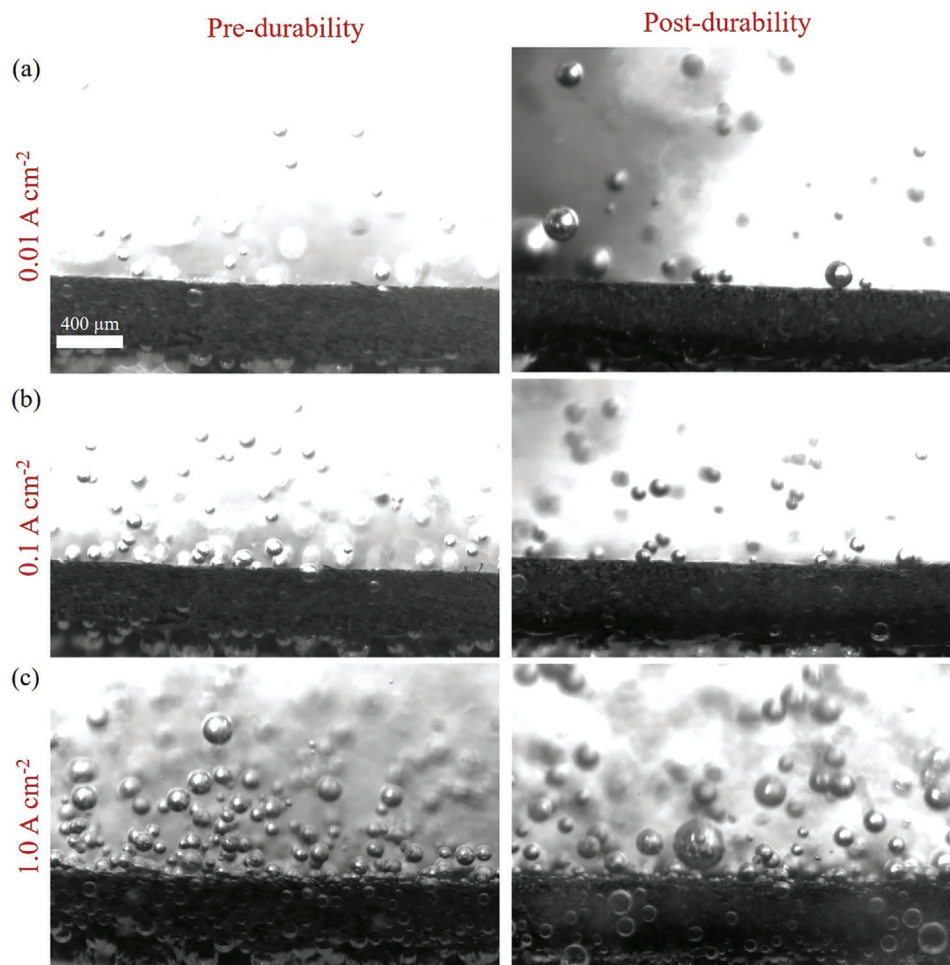 Pre-durability
Post-durability
(a)
0.01 A cm⁻²
400 µm
(b)
0.1 A cm⁻²
(c)
1.0 A cm⁻²